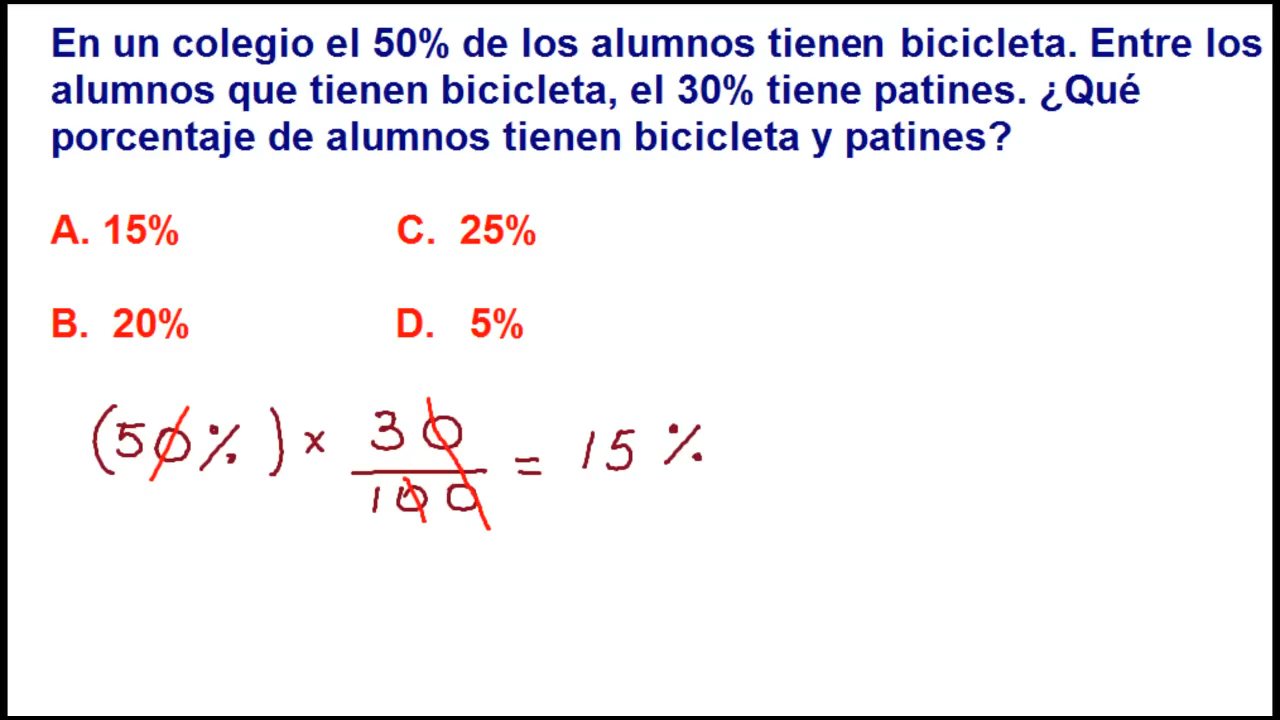 En un colegio el 50% de los alumnos tienen bicicleta. Entre los
alumnos que tienen bicicleta, el 30% tiene patines. ¿Qué
porcentaje de alumnos tienen bicicleta y patines?
A. 15% C. 25%
B. 20% D. 5%
(50%) x 30/100 = 15%